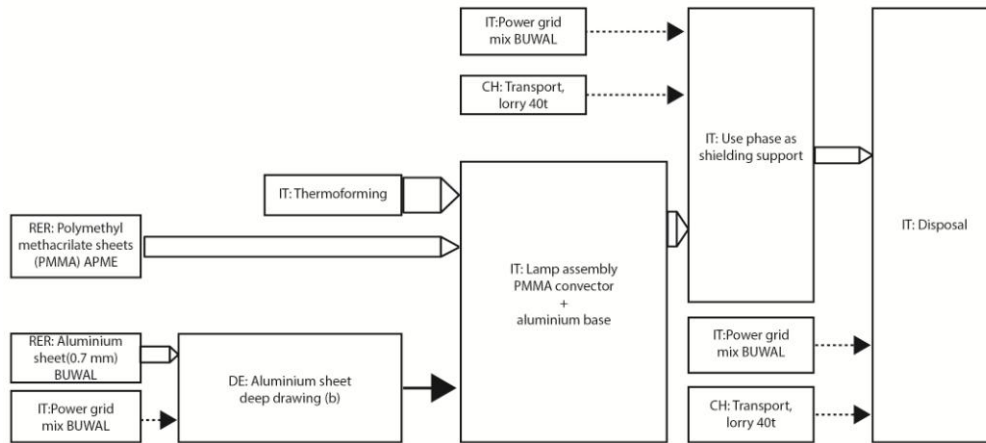 IT:Power grid
mix BUWAL
CH: Transport,
lorry 40t
IT: Use phase as
shielding support
IT: Disposal
IT: Thermoforming
RER: Polymethyl
methacrilate sheets
(PMMA) APME
IT: Lamp assembly
PMMA convector
+
aluminium base
RER: Aluminium
sheet(0.7 mm)
BUWAL
IT:Power grid
mix BUWAL
DE: Aluminium sheet
deep drawing (b)
IT:Power grid
mix BUWAL
CH: Transport,
lorry 40t